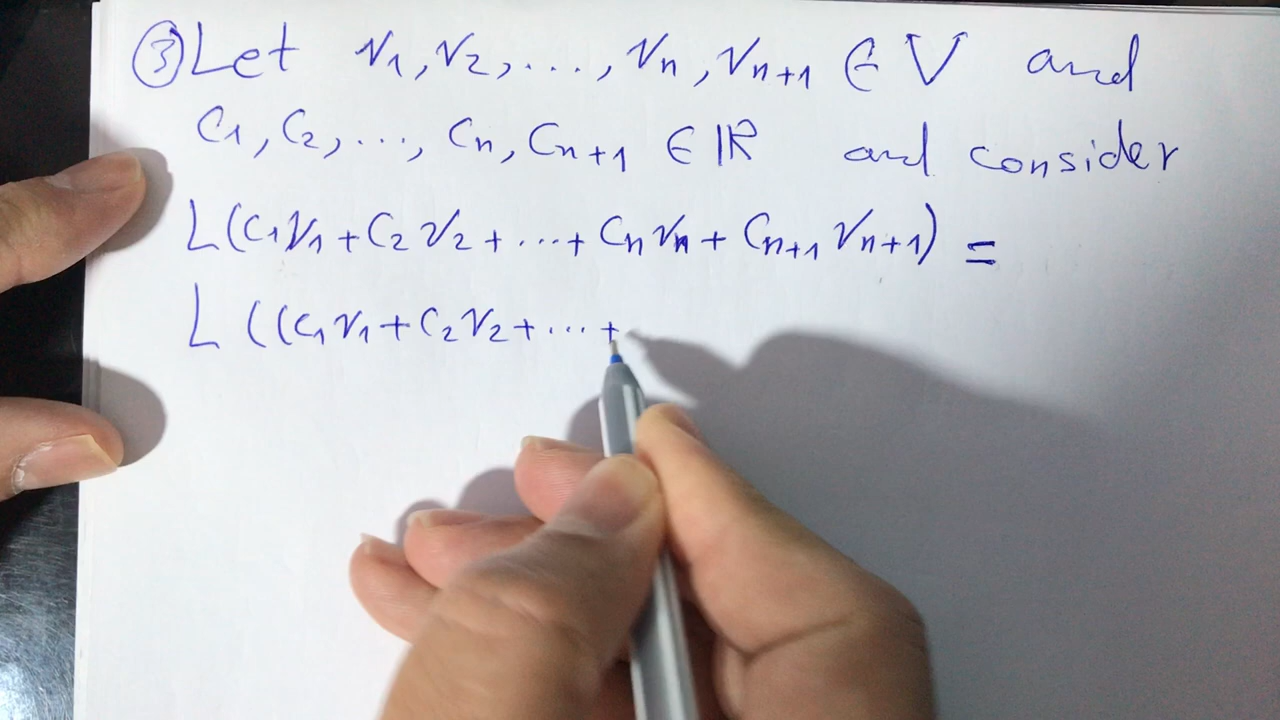 ③ Let v₁, v₂, ..., vₙ, vₙ₊₁ ∈ V and
c₁, c₂, ..., cₙ, cₙ₊₁ ∈ ℝ and consider
L(c₁v₁ + c₂v₂ + ... + cₙvₙ + cₙ₊₁vₙ₊₁) =
L((c₁v₁ + c₂v₂ + ... +